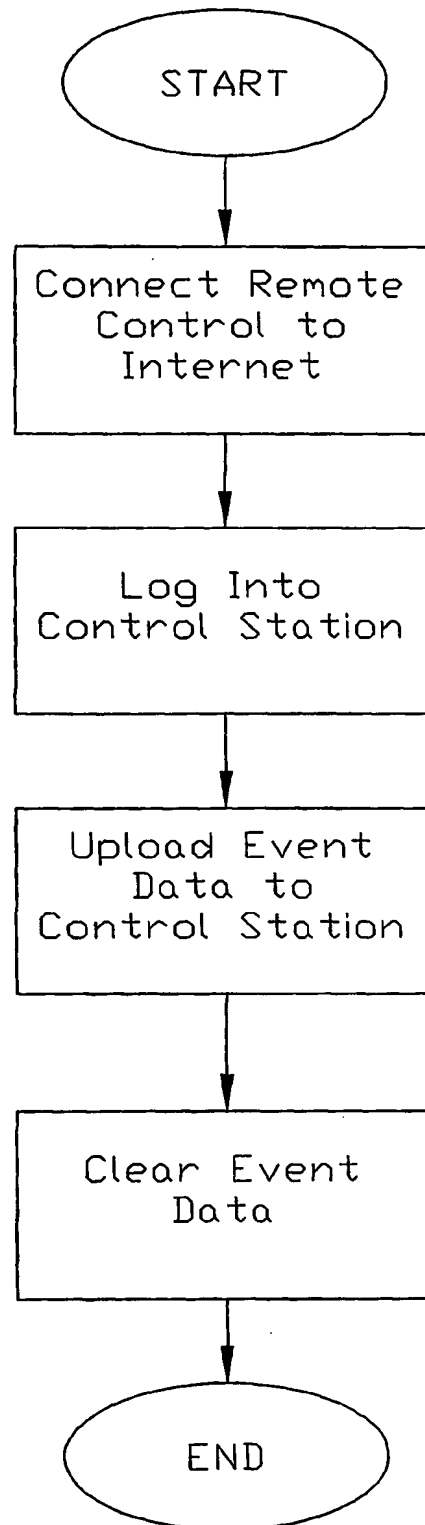 START
Connect Remote
Control to
Internet
Log Into
Control Station
Upload Event
Data to
Control Station
Clear Event
Data
END